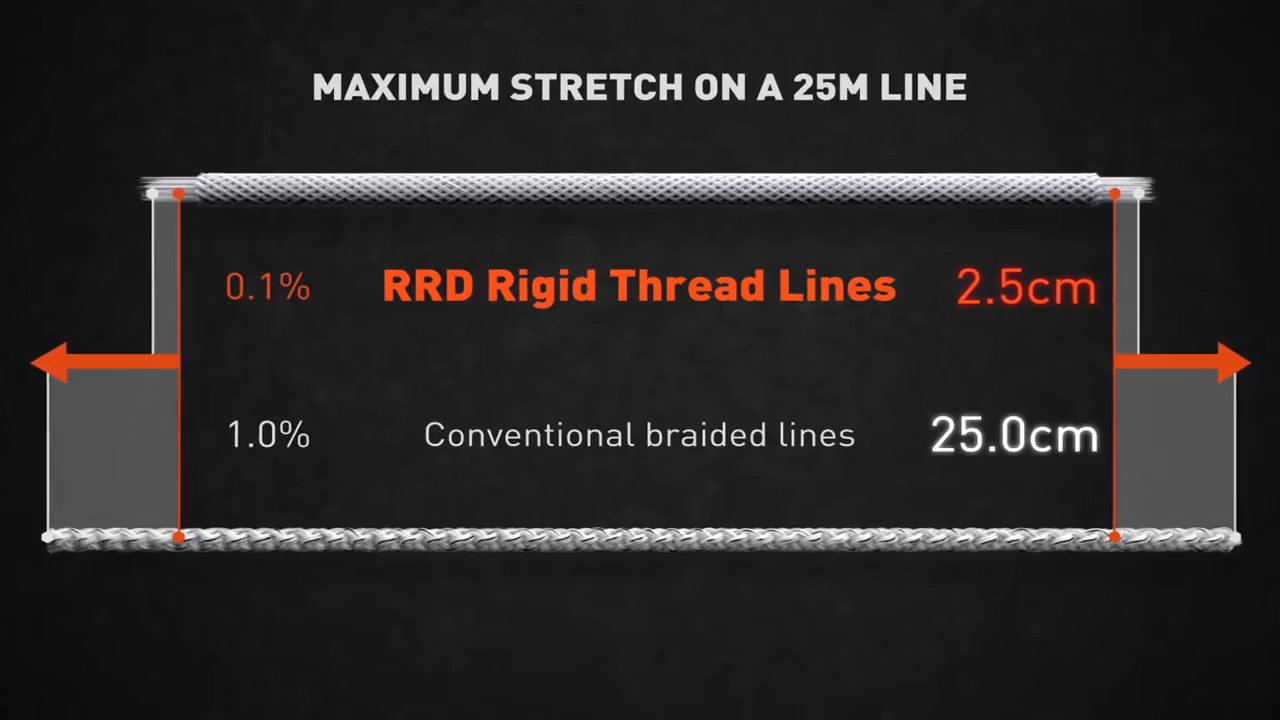 MAXIMUM STRETCH ON A 25M LINE
0.1% RRD Rigid Thread Lines 2.5cm
1.0% Conventional braided lines 25.0cm